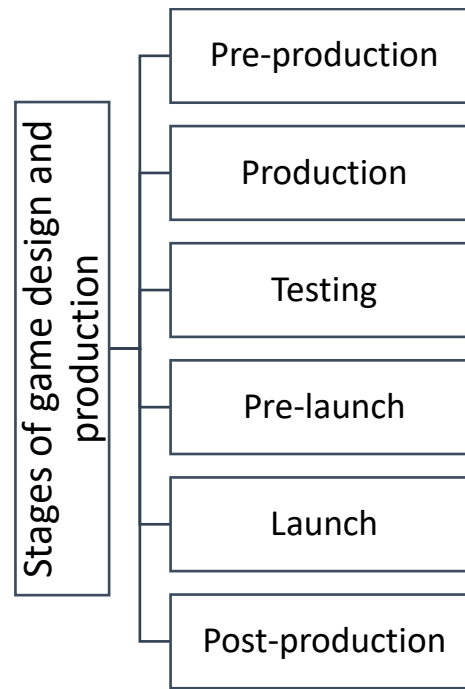 Stages of game design and
production
Pre-production
Production
Testing
Pre-launch
Launch
Post-production